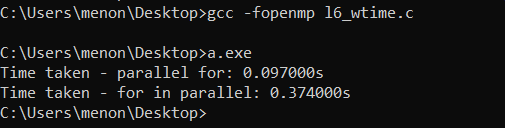 C:\Users\menon\Desktop>gcc -fopenmp l6_wtime.c
C:\Users\menon\Desktop>a.exe
Time taken - parallel for: 0.097000s
Time taken - for in parallel: 0.374000s
C:\Users\menon\Desktop>